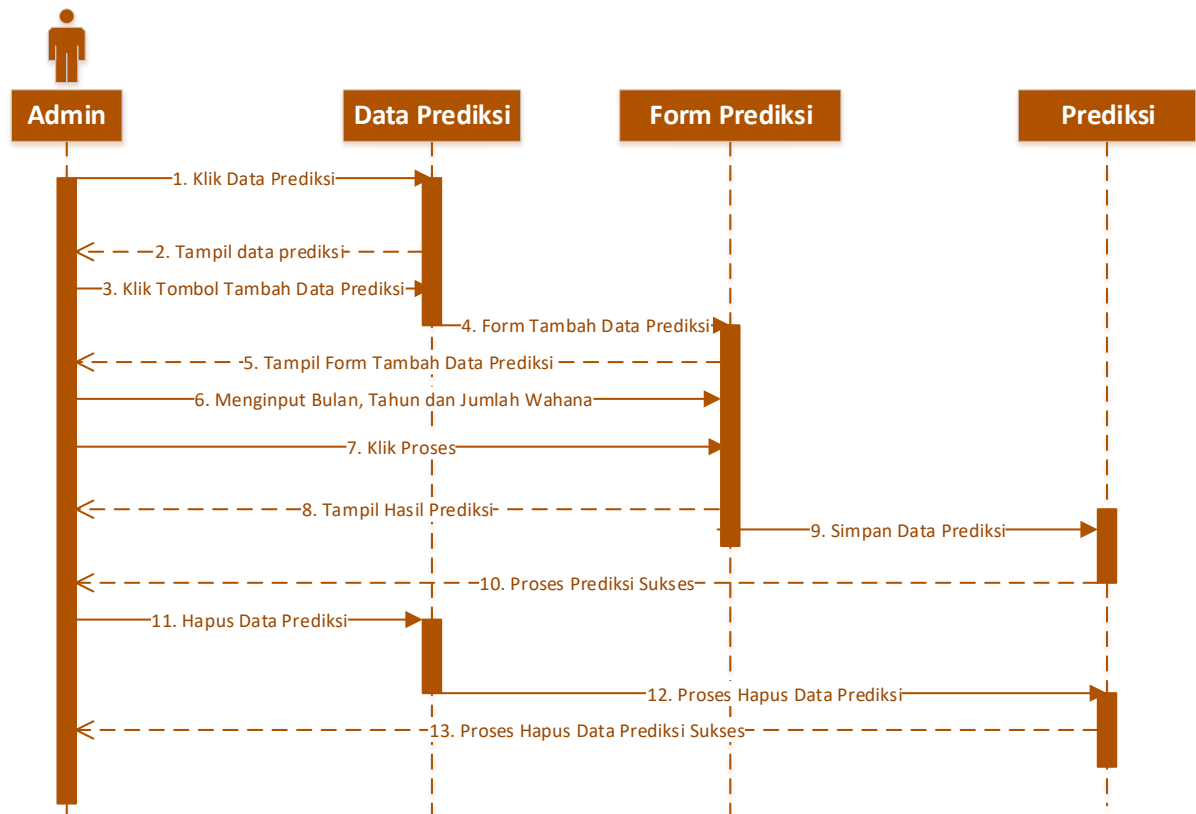 Admin
Data Prediksi
Form Prediksi
Prediksi
1. Klik Data Prediksi
2. Tampil data prediksi
3. Klik Tombol Tambah Data Prediksi
4. Form Tambah Data Prediksi
5. Tampil Form Tambah Data Prediksi
6. Menginput Bulan, Tahun dan Jumlah Wahana
7. Klik Proses
8. Tampil Hasil Prediksi
9. Simpan Data Prediksi
10. Proses Prediksi Sukses
11. Hapus Data Prediksi
12. Proses Hapus Data Prediksi
13. Proses Hapus Data Prediksi Sukses